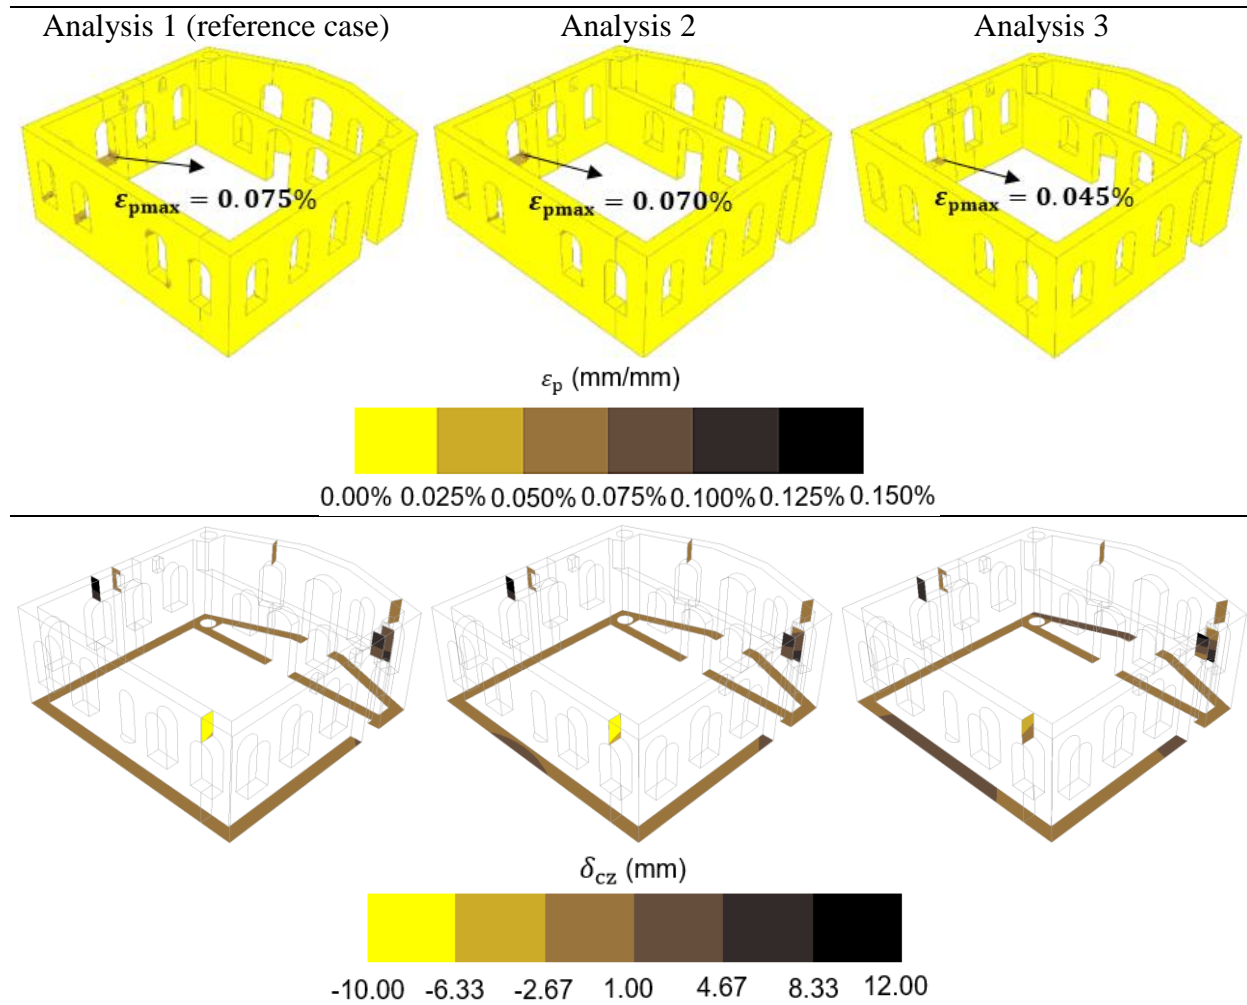 Analysis 1 (reference case) Analysis 2 Analysis 3
𝜺pmax = 𝟎.𝟎𝟕𝟓% 𝜺pmax = 𝟎.𝟎𝟕𝟎% 𝜺pmax = 𝟎.𝟎𝟒𝟓%
εp (mm/mm)
0.00% 0.025% 0.050% 0.075% 0.100% 0.125% 0.150%
δcz (mm)
-10.00 -6.33 -2.67 1.00 4.67 8.33 12.00